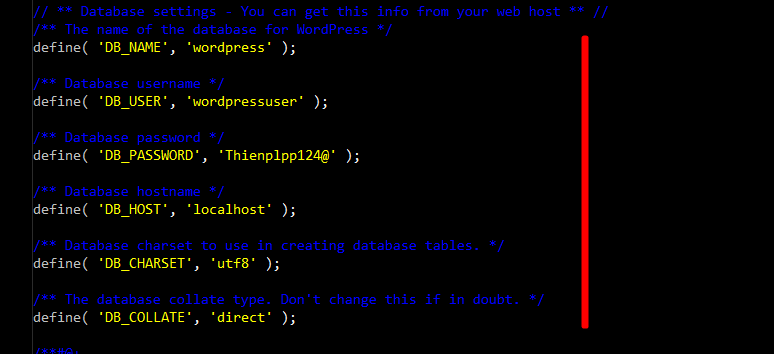 // ** Database settings - You can get this info from your web host ** //
/** The name of the database for WordPress */
define( 'DB_NAME', 'wordpress' );
/** Database username */
define( 'DB_USER', 'wordpressuser' );
/** Database password */
define( 'DB_PASSWORD', 'Thienplpp124@' );
/** Database hostname */
define( 'DB_HOST', 'localhost' );
/** Database charset to use in creating database tables. */
define( 'DB_CHARSET', 'utf8' );
/** The database collate type. Don't change this if in doubt. */
define( 'DB_COLLATE', 'direct' );